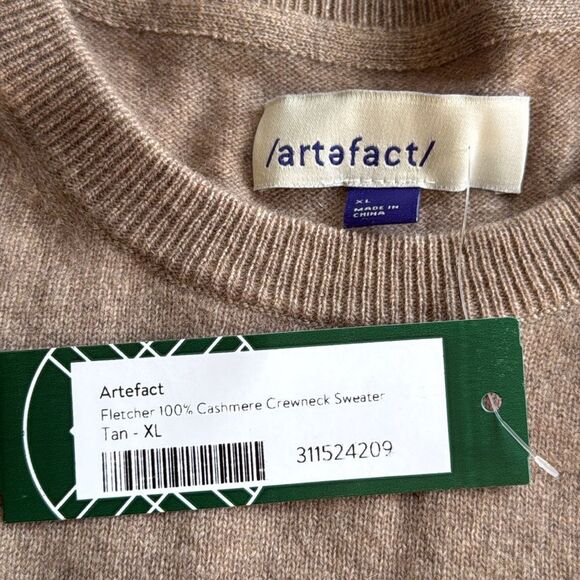 /artəfact/
XL
MADE IN
CHINA
Artefact
Fletcher 100% Cashmere Crewneck Sweater
Tan - XL
311524209